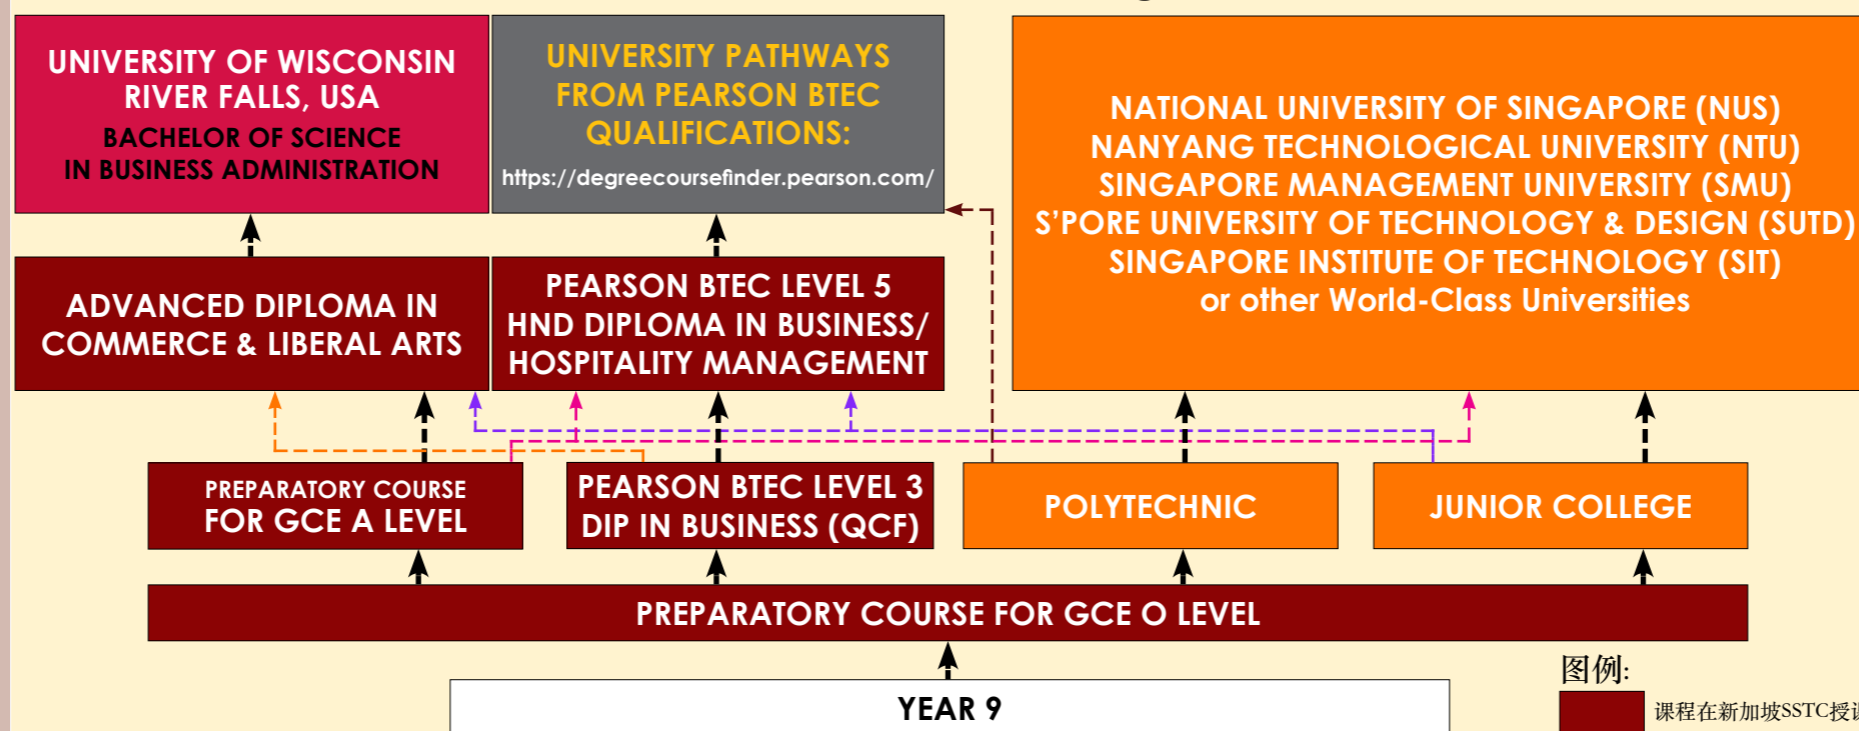 UNIVERSITY OF WISCONSIN
RIVER FALLS, USA
BACHELOR OF SCIENCE
IN BUSINESS ADMINISTRATION
UNIVERSITY PATHWAYS
FROM PEARSON BTEC
QUALIFICATIONS:
https://degreecoursefinder.pearson.com/
NATIONAL UNIVERSITY OF SINGAPORE (NUS)
NANYANG TECHNOLOGICAL UNIVERSITY (NTU)
SINGAPORE MANAGEMENT UNIVERSITY (SMU)
S'PORE UNIVERSITY OF TECHNOLOGY & DESIGN (SUTD)
SINGAPORE INSTITUTE OF TECHNOLOGY (SIT)
or other World-Class Universities
ADVANCED DIPLOMA IN
COMMERCE & LIBERAL ARTS
PEARSON BTEC LEVEL 5
HND DIPLOMA IN BUSINESS/
HOSPITALITY MANAGEMENT
PREPARATORY COURSE
FOR GCE A LEVEL
PEARSON BTEC LEVEL 3
DIP IN BUSINESS (QCF)
POLYTECHNIC
JUNIOR COLLEGE
PREPARATORY COURSE FOR GCE O LEVEL
YEAR 9
图例:
课程在新加坡SSTC授课